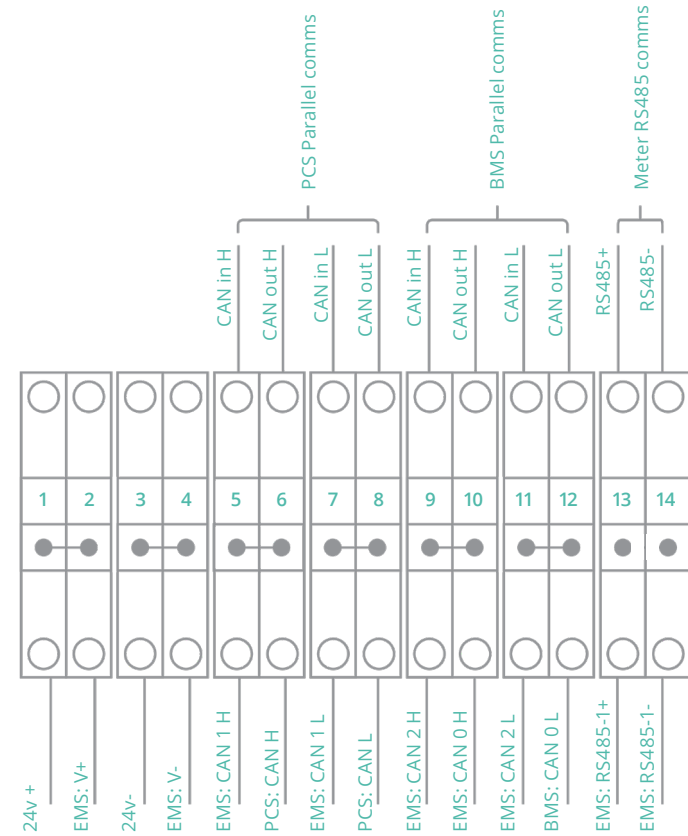 PCS Parallel comms
BMS Parallel comms
Meter RS485 comms
CAN in H
CAN out H
CAN in L
CAN out L
CAN in H
CAN out H
CAN in L
CAN out L
RS485+
RS485-
1
2
3
4
5
6
7
8
9
10
11
12
13
14
24v +
EMS: V+
24v-
EMS: V-
EMS: CAN 1 H
PCS: CAN H
EMS: CAN 1 L
PCS: CAN L
EMS: CAN 2 H
EMS: CAN 0 H
EMS: CAN 2 L
BMS: CAN 0 L
EMS: RS485-1+
EMS: RS485-1-